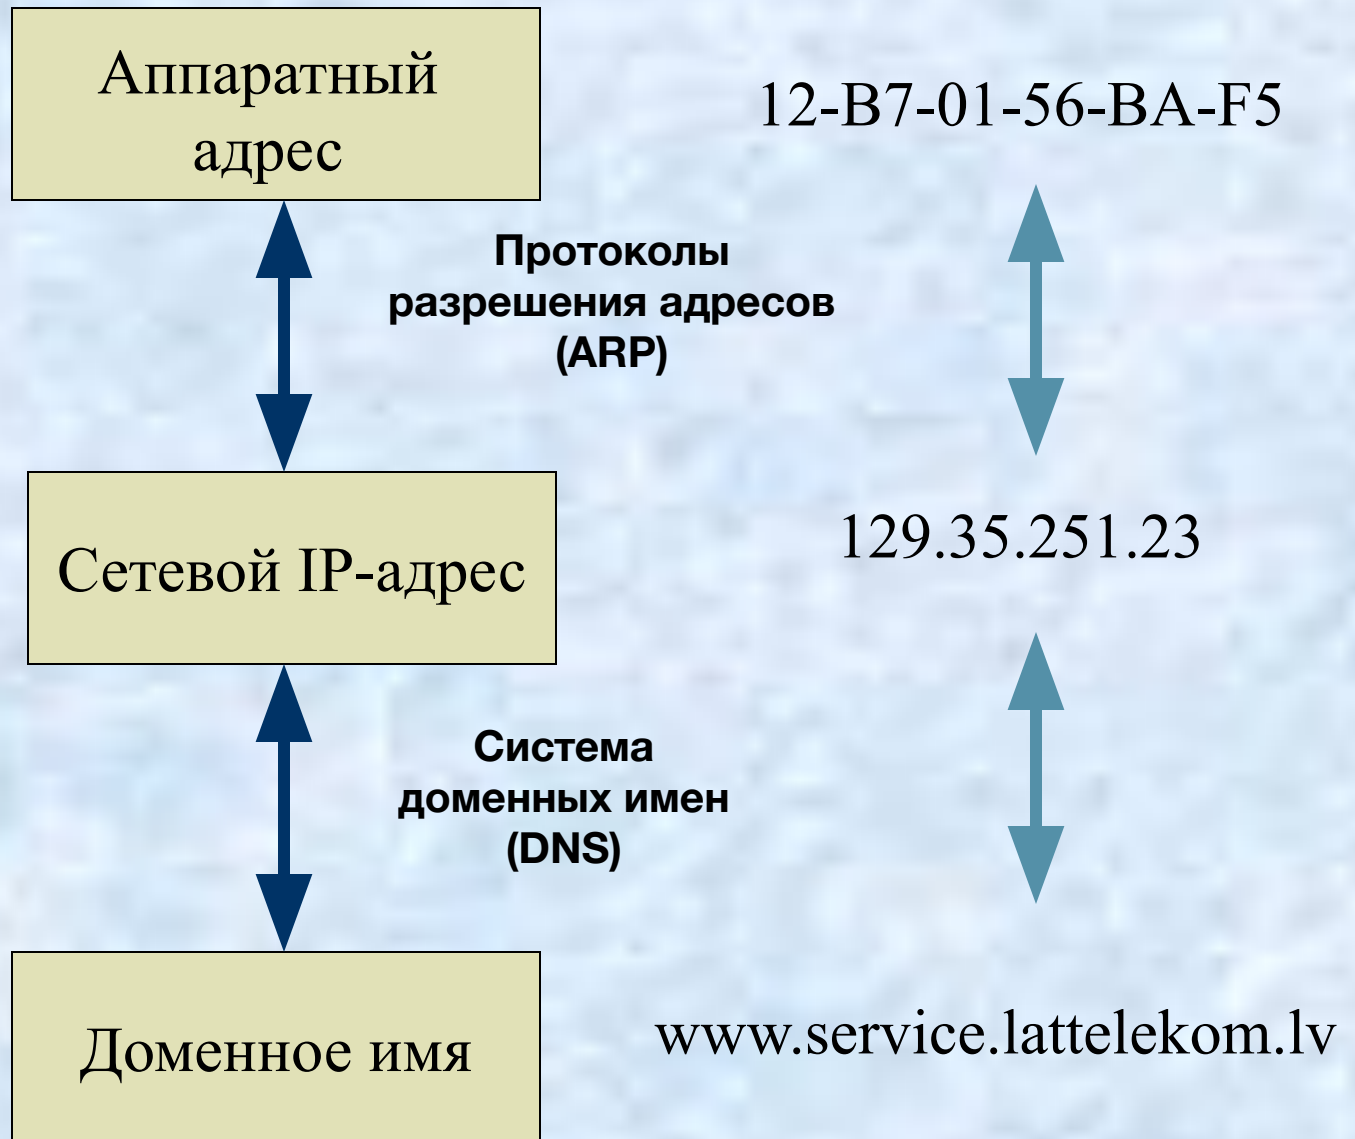 Аппаратный
адрес
12-B7-01-56-BA-F5
Протоколы
разрешения адресов
(ARP)
Сетевой IP-адрес
129.35.251.23
Система
доменных имен
(DNS)
Доменное имя
www.service.lattelekom.lv